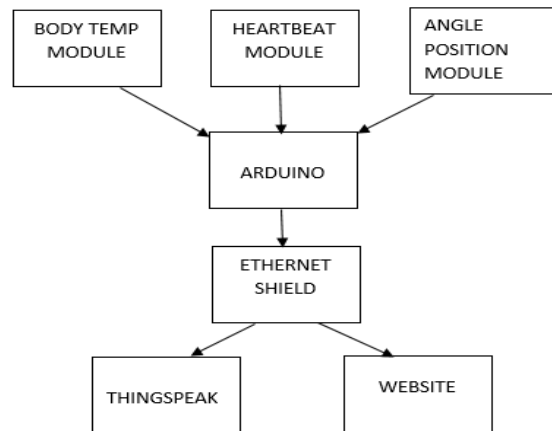 BODY TEMP
MODULE
HEARTBEAT
MODULE
ANGLE
POSITION
MODULE
ARDUINO
ETHERNET
SHIELD
THINGSPEAK
WEBSITE